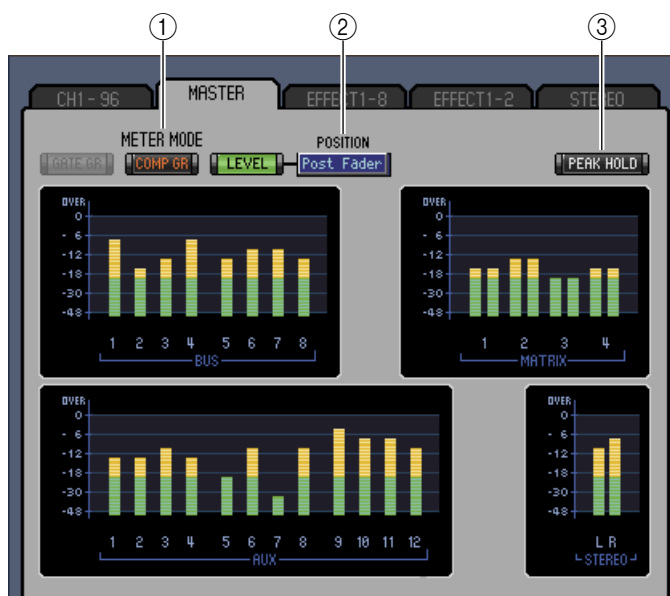 ① ② ③
CH1-96 MASTER EFFECT1-8 EFFECT1-2 STEREO
METER MODE POSITION
GATE GR COMP GR LEVEL Post Fader PEAK HOLD
OVER
0
-6
-12
-18
-30
-48
1 2 3 4 5 6 7 8
BUS
OVER
0
-6
-12
-18
-30
-48
1 2 3 4
MATRIX
OVER
0
-6
-12
-18
-30
-48
1 2 3 4 5 6 7 8 9 10 11 12
AUX
OVER
0
-6
-12
-18
-30
-48
L R
STEREO